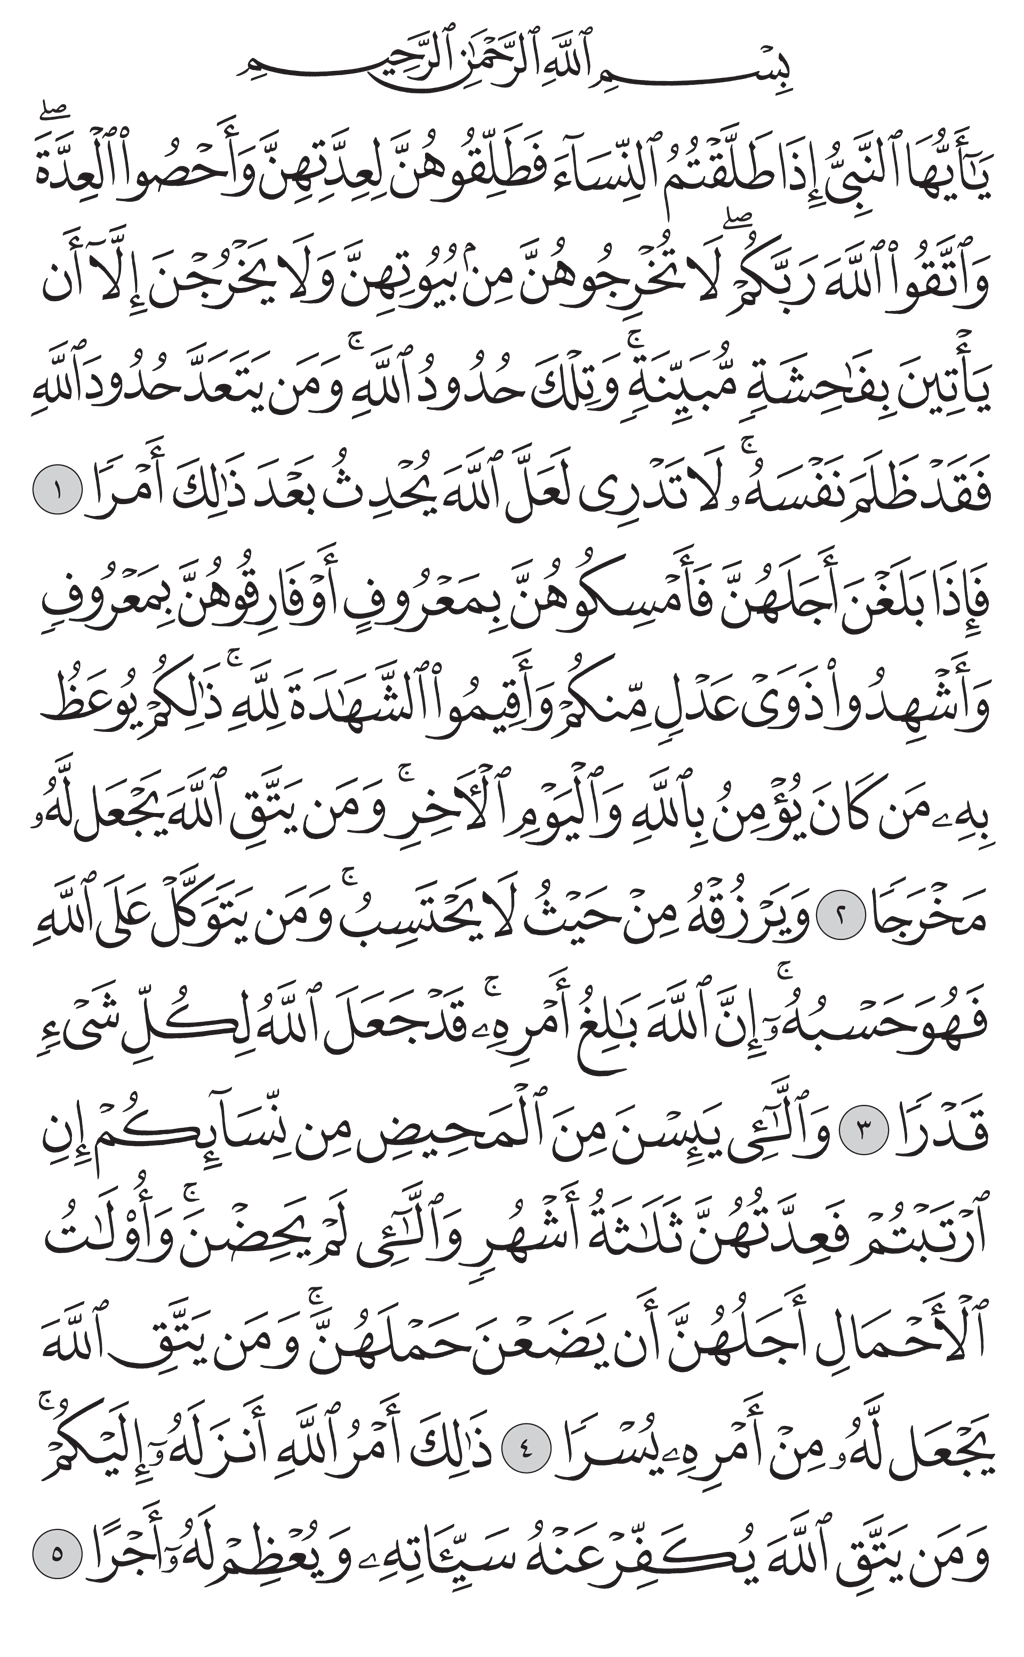 بِسْمِ ٱللَّهِ ٱلرَّحْمَٰنِ ٱلرَّحِيمِ
يَٰٓأَيُّهَا ٱلنَّبِىُّ إِذَا طَلَّقْتُمُ ٱلنِّسَآءَ فَطَلِّقُوهُنَّ لِعِدَّتِهِنَّ وَأَحْصُوا۟ ٱلْعِدَّةَ ۖ
وَٱتَّقُوا۟ ٱللَّهَ رَبَّكُمْ ۖ لَا تُخْرِجُوهُنَّ مِنۢ بُيُوتِهِنَّ وَلَا يَخْرُجْنَ إِلَّآ أَن
يَأْتِينَ بِفَٰحِشَةٍ مُّبَيِّنَةٍ ۚ وَتِلْكَ حُدُودُ ٱللَّهِ ۚ وَمَن يَتَعَدَّ حُدُودَ ٱللَّهِ
فَقَدْ ظَلَمَ نَفْسَهُۥ ۚ لَا تَدْرِى لَعَلَّ ٱللَّهَ يُحْدِثُ بَعْدَ ذَٰلِكَ أَمْرًا ١
فَإِذَا بَلَغْنَ أَجَلَهُنَّ فَأَمْسِكُوهُنَّ بِمَعْرُوفٍ أَوْ فَارِقُوهُنَّ بِمَعْرُوفٍ
وَأَشْهِدُوا۟ ذَوَىْ عَدْلٍ مِّنكُمْ وَأَقِيمُوا۟ ٱلشَّهَٰدَةَ لِلَّهِ ۚ ذَٰلِكُمْ يُوعَظُ
بِهِۦ مَن كَانَ يُؤْمِنُ بِٱللَّهِ وَٱلْيَوْمِ ٱلْءَاخِرِ ۚ وَمَن يَتَّقِ ٱللَّهَ يَجْعَل لَّهُۥ
مَخْرَجًا ٢ وَيَرْزُقْهُ مِنْ حَيْثُ لَا يَحْتَسِبُ ۚ وَمَن يَتَوَكَّلْ عَلَى ٱللَّهِ
فَهُوَ حَسْبُهُۥٓ ۚ إِنَّ ٱللَّهَ بَٰلِغُ أَمْرِهِۦ ۚ قَدْ جَعَلَ ٱللَّهُ لِكُلِّ شَىْءٍ
قَدْرًا ٣ وَٱلَّٰٓـِٔى يَئِسْنَ مِنَ ٱلْمَحِيضِ مِن نِّسَآئِكُمْ إِنِ
ٱرْتَبْتُمْ فَعِدَّتُهُنَّ ثَلَٰثَةُ أَشْهُرٍ وَٱلَّٰٓـِٔى لَمْ يَحِضْنَ ۚ وَأُو۟لَٰتُ
ٱلْأَحْمَالِ أَجَلُهُنَّ أَن يَضَعْنَ حَمْلَهُنَّ ۚ وَمَن يَتَّقِ ٱللَّهَ
يَجْعَل لَّهُۥ مِنْ أَمْرِهِۦ يُسْرًا ٤ ذَٰلِكَ أَمْرُ ٱللَّهِ أَنزَلَهُۥٓ إِلَيْكُمْ ۚ
وَمَن يَتَّقِ ٱللَّهَ يُكَفِّرْ عَنْهُ سَيِّـَٔاتِهِۦ وَيُعْظِمْ لَهُۥٓ أَجْرًا ٥